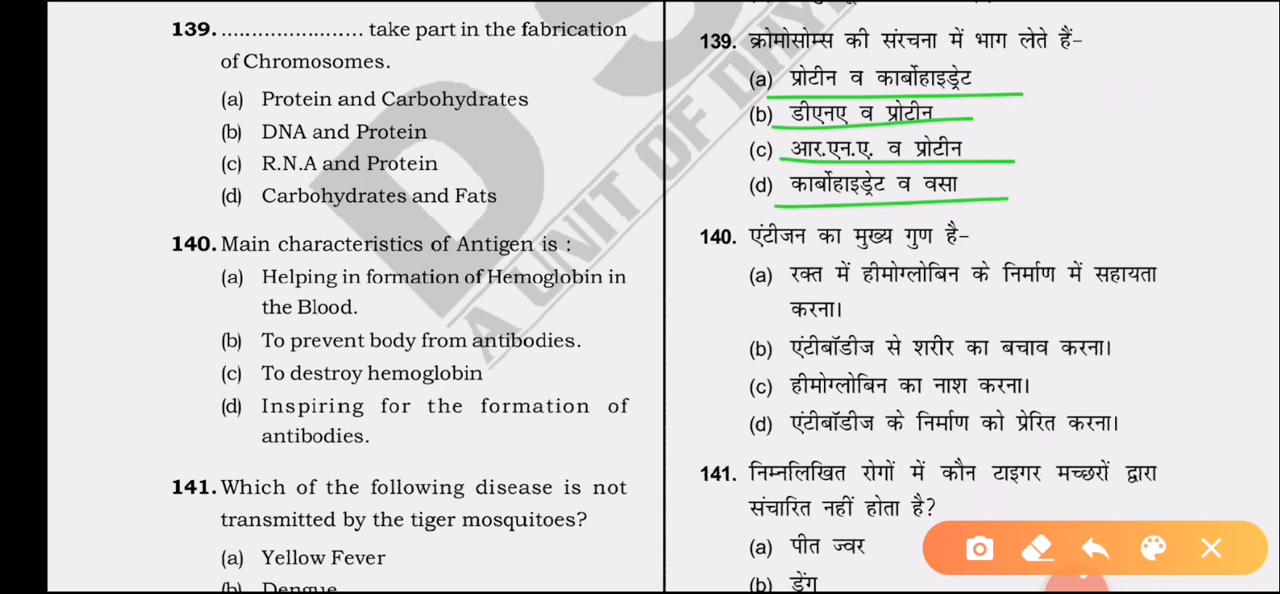 139. ........................ take part in the fabrication
of Chromosomes.
(a) Protein and Carbohydrates
(b) DNA and Protein
(c) R.N.A and Protein
(d) Carbohydrates and Fats
140. Main characteristics of Antigen is :
(a) Helping in formation of Hemoglobin in
the Blood.
(b) To prevent body from antibodies.
(c) To destroy hemoglobin
(d) Inspiring for the formation of
antibodies.
141. Which of the following disease is not
transmitted by the tiger mosquitoes?
(a) Yellow Fever
(b) Dengue
139. क्रोमोसोम्स की संरचना में भाग लेते हैं–
(a) प्रोटीन व कार्बोहाइड्रेट
(b) डीएनए व प्रोटीन
(c) आर.एन.ए. व प्रोटीन
(d) कार्बोहाइड्रेट व वसा
140. एंटीजन का मुख्य गुण है–
(a) रक्त में हीमोग्लोबिन के निर्माण में सहायता
करना।
(b) एंटीबॉडीज से शरीर का बचाव करना।
(c) हीमोग्लोबिन का नाश करना।
(d) एंटीबॉडीज के निर्माण को प्रेरित करना।
141. निम्नलिखित रोगों में कौन टाइगर मच्छरों द्वारा
संचारित नहीं होता है?
(a) पीत ज्वर
(b) डेंगू
A UNIT OF